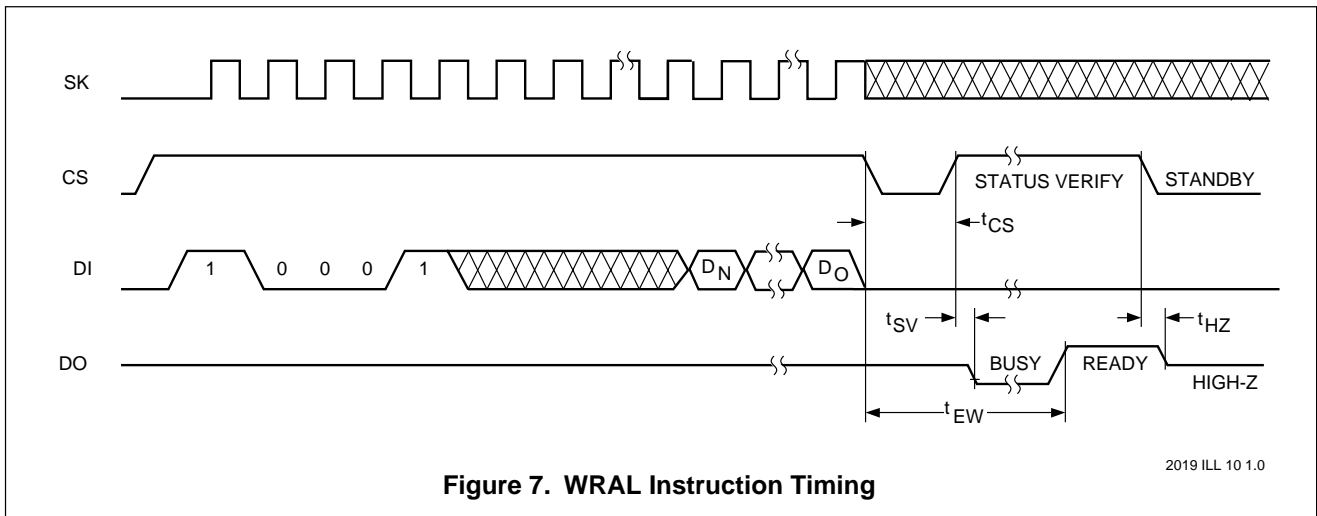 SK
CS
STATUS VERIFY STANDBY
tCS
DI 1 0 0 0 1 DN DO
tSV tHZ
DO BUSY READY
HIGH-Z
tEW
2019 ILL 10 1.0
Figure 7. WRAL Instruction Timing